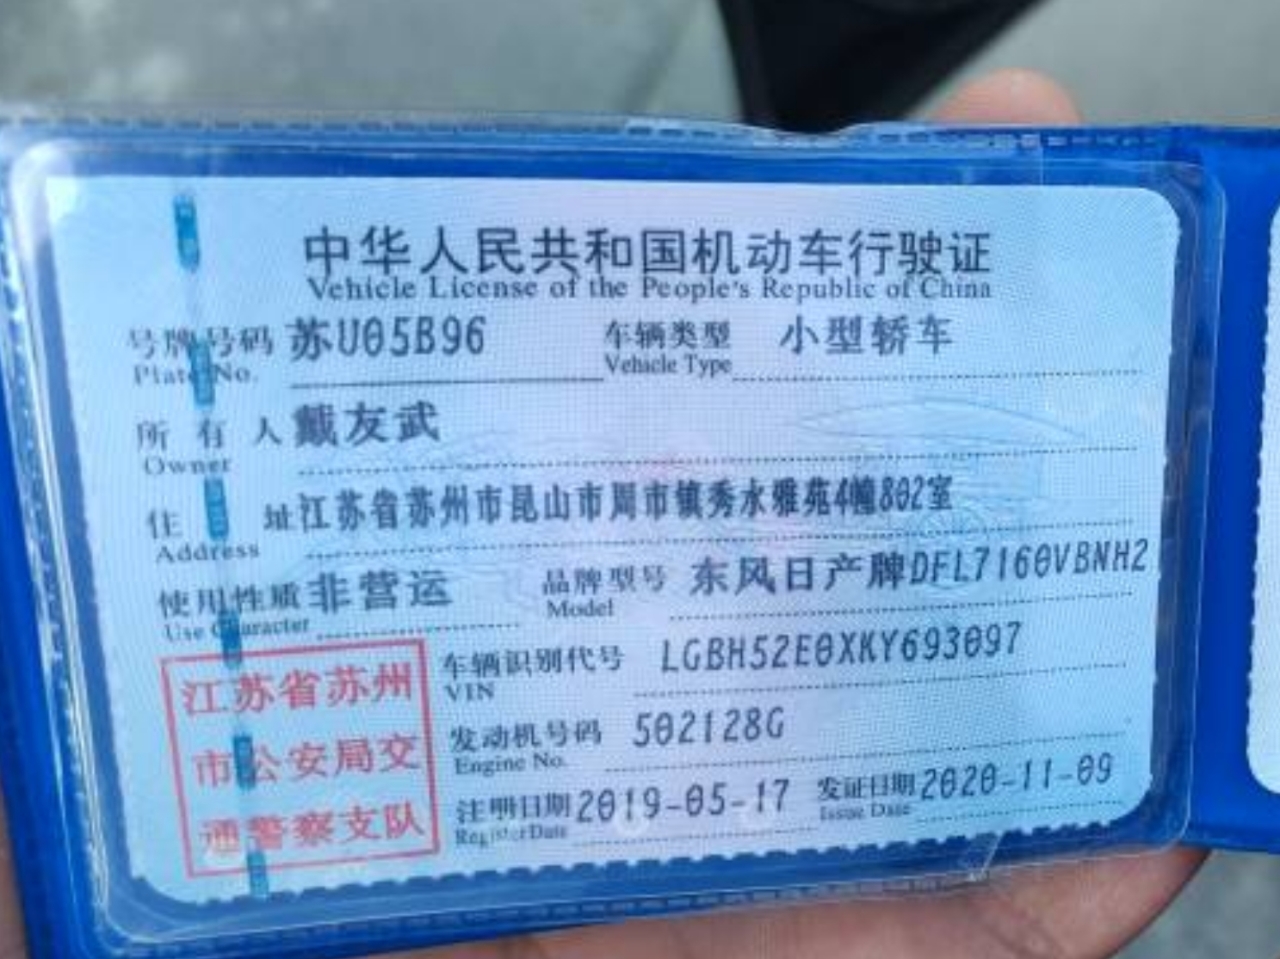 中华人民共和国机动车行驶证
Vehicle License of the People's Republic of China
号牌号码 苏U05B96 车辆类型 小型轿车
Plate No. Vehicle Type
所有人 戴友武
Owner
住址 江苏省苏州市昆山市周市镇秀水雅苑4幢802室
Address
使用性质 非营运 品牌型号 东风日产牌DFL7160VBNH2
Use Character Model
车辆识别代号 LGBH52E0XKY693097
VIN
发动机号码 502128G
Engine No.
注册日期 2019-05-17 发证日期 2020-11-09
Register Date Issue Date
江苏省苏州
市公安局交
通警察支队